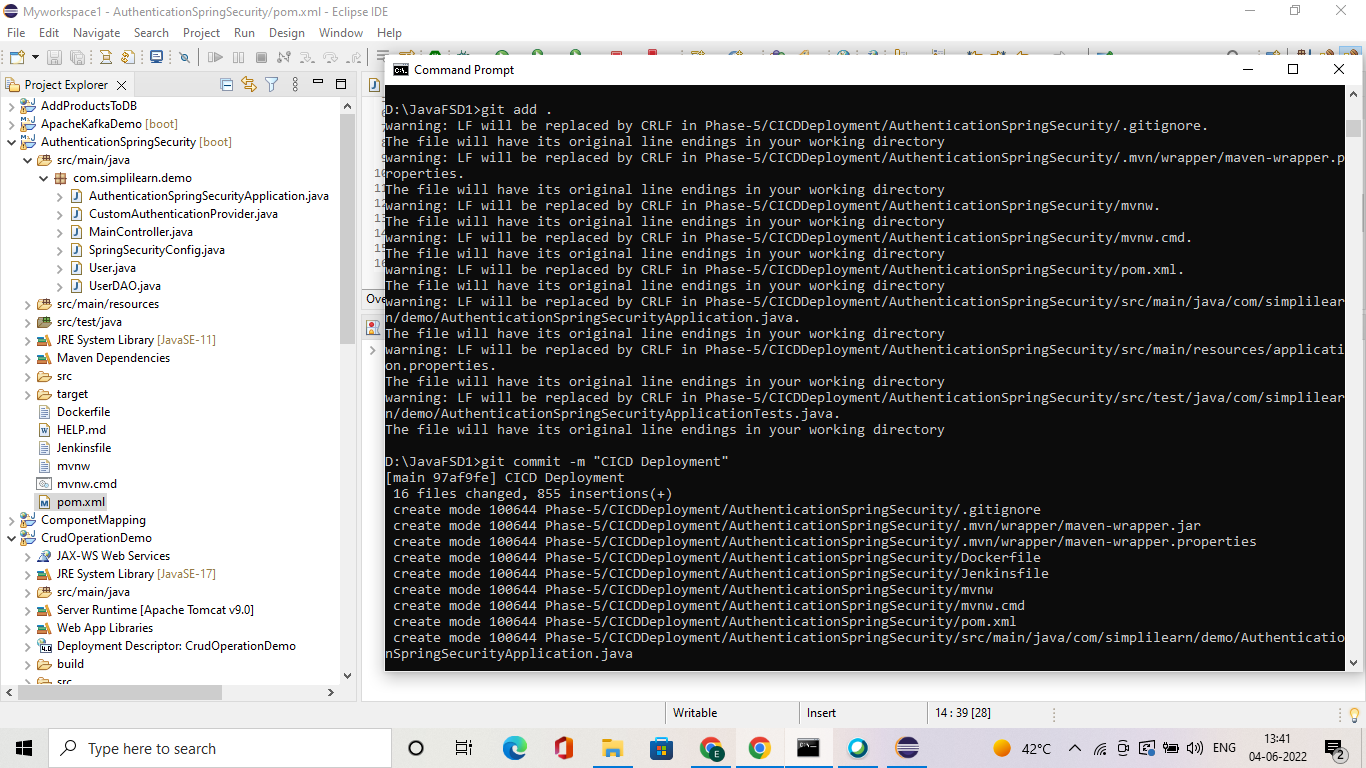 Myworkspace1 - AuthenticationSpringSecurity/pom.xml - Eclipse IDE
File Edit Navigate Search Project Run Design Window Help
Project Explorer
AddProductsToDB
ApacheKafkaDemo [boot]
AuthenticationSpringSecurity [boot]
src/main/java
com.simplilearn.demo
AuthenticationSpringSecurityApplication.java
CustomAuthenticationProvider.java
MainController.java
SpringSecurityConfig.java
User.java
UserDAO.java
src/main/resources
src/test/java
JRE System Library [JavaSE-11]
Maven Dependencies
src
target
Dockerfile
HELP.md
Jenkinsfile
mvnw
mvnw.cmd
pom.xml
ComponetMapping
CrudOperationDemo
JAX-WS Web Services
JRE System Library [JavaSE-17]
src/main/java
Server Runtime [Apache Tomcat v9.0]
Web App Libraries
Deployment Descriptor: CrudOperationDemo
build
src
10
11
12
13
14
15
16
Ove
Command Prompt
D:\JavaFSD1>git add .
warning: LF will be replaced by CRLF in Phase-5/CICDDeployment/AuthenticationSpringSecurity/.gitignore.
The file will have its original line endings in your working directory
warning: LF will be replaced by CRLF in Phase-5/CICDDeployment/AuthenticationSpringSecurity/.mvn/wrapper/maven-wrapper.p
roperties.
The file will have its original line endings in your working directory
warning: LF will be replaced by CRLF in Phase-5/CICDDeployment/AuthenticationSpringSecurity/mvnw.
The file will have its original line endings in your working directory
warning: LF will be replaced by CRLF in Phase-5/CICDDeployment/AuthenticationSpringSecurity/mvnw.cmd.
The file will have its original line endings in your working directory
warning: LF will be replaced by CRLF in Phase-5/CICDDeployment/AuthenticationSpringSecurity/pom.xml.
The file will have its original line endings in your working directory
warning: LF will be replaced by CRLF in Phase-5/CICDDeployment/AuthenticationSpringSecurity/src/main/java/com/simplilear
n/demo/AuthenticationSpringSecurityApplication.java.
The file will have its original line endings in your working directory
warning: LF will be replaced by CRLF in Phase-5/CICDDeployment/AuthenticationSpringSecurity/src/main/resources/applicati
on.properties.
The file will have its original line endings in your working directory
warning: LF will be replaced by CRLF in Phase-5/CICDDeployment/AuthenticationSpringSecurity/src/test/java/com/simplilear
n/demo/AuthenticationSpringSecurityApplicationTests.java.
The file will have its original line endings in your working directory
D:\JavaFSD1>git commit -m "CICD Deployment"
[main 97af9fe] CICD Deployment
16 files changed, 855 insertions(+)
create mode 100644 Phase-5/CICDDeployment/AuthenticationSpringSecurity/.gitignore
create mode 100644 Phase-5/CICDDeployment/AuthenticationSpringSecurity/.mvn/wrapper/maven-wrapper.jar
create mode 100644 Phase-5/CICDDeployment/AuthenticationSpringSecurity/.mvn/wrapper/maven-wrapper.properties
create mode 100644 Phase-5/CICDDeployment/AuthenticationSpringSecurity/Dockerfile
create mode 100644 Phase-5/CICDDeployment/AuthenticationSpringSecurity/Jenkinsfile
create mode 100644 Phase-5/CICDDeployment/AuthenticationSpringSecurity/mvnw
create mode 100644 Phase-5/CICDDeployment/AuthenticationSpringSecurity/mvnw.cmd
create mode 100644 Phase-5/CICDDeployment/AuthenticationSpringSecurity/pom.xml
create mode 100644 Phase-5/CICDDeployment/AuthenticationSpringSecurity/src/main/java/com/simplilearn/demo/Authenticatio
nSpringSecurityApplication.java
Writable Insert 14 : 39 [28]
Type here to search
42°C ENG 13:41
04-06-2022 2